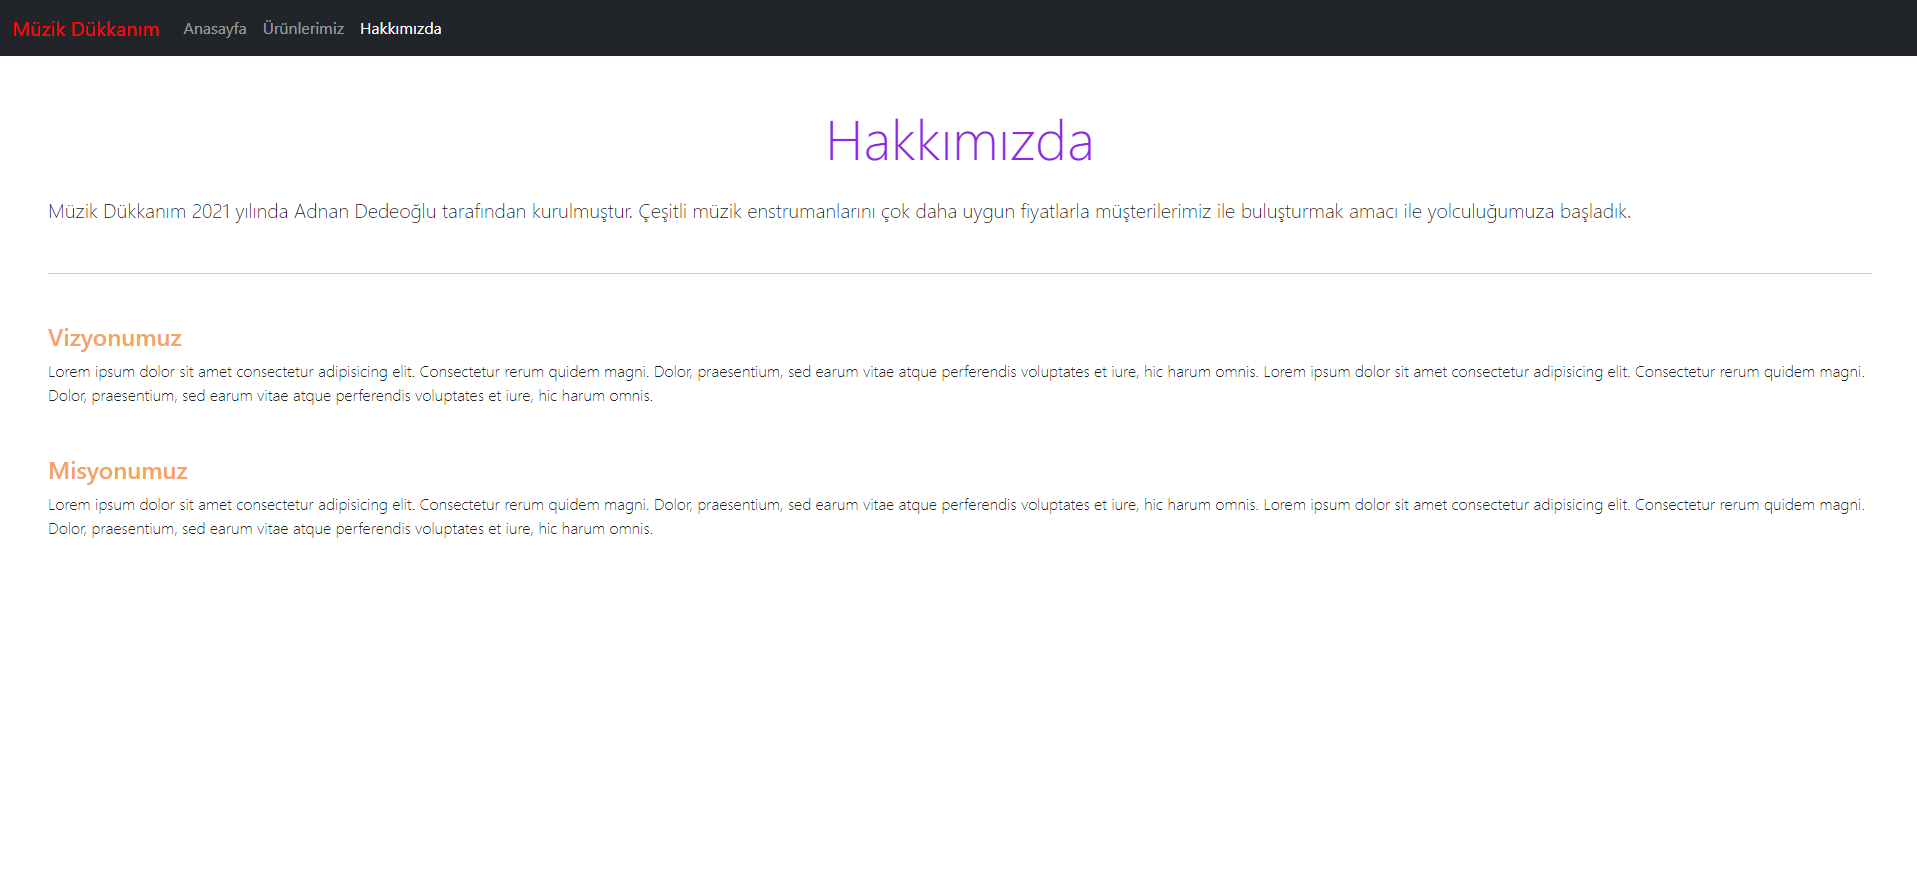 Müzik Dükkanım Anasayfa Ürünlerimiz Hakkımızda
Hakkımızda
Müzik Dükkanım 2021 yılında Adnan Dedeoğlu tarafından kurulmuştur. Çeşitli müzik enstrumanlarını çok daha uygun fiyatlarla müşterilerimiz ile buluşturmak amacı ile yolculuğumuza başladık.
Vizyonumuz
Lorem ipsum dolor sit amet consectetur adipisicing elit. Consectetur rerum quidem magni. Dolor, praesentium, sed earum vitae atque perferendis voluptates et iure, hic harum omnis. Lorem ipsum dolor sit amet consectetur adipisicing elit. Consectetur rerum quidem magni.
Dolor, praesentium, sed earum vitae atque perferendis voluptates et iure, hic harum omnis.
Misyonumuz
Lorem ipsum dolor sit amet consectetur adipisicing elit. Consectetur rerum quidem magni. Dolor, praesentium, sed earum vitae atque perferendis voluptates et iure, hic harum omnis. Lorem ipsum dolor sit amet consectetur adipisicing elit. Consectetur rerum quidem magni.
Dolor, praesentium, sed earum vitae atque perferendis voluptates et iure, hic harum omnis.